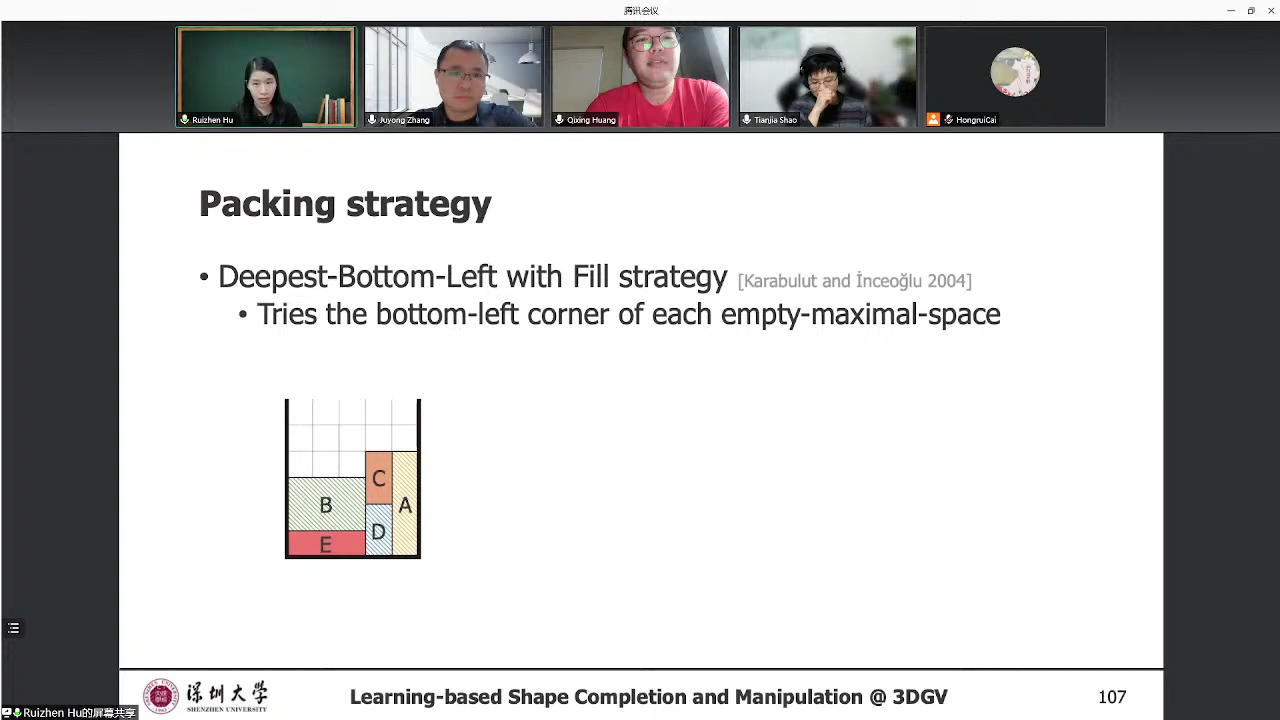 腾讯会议
Ruizhen Hu
Juyong Zhang
Qixing Huang
Tianjia Shao
HongruiCai
Packing strategy
• Deepest-Bottom-Left with Fill strategy [Karabulut and İnceoğlu 2004]
• Tries the bottom-left corner of each empty-maximal-space
C
B
A
D
E
深圳大学
SHENZHEN UNIVERSITY
Learning-based Shape Completion and Manipulation @ 3DGV
107
Ruizhen Hu的屏幕共享